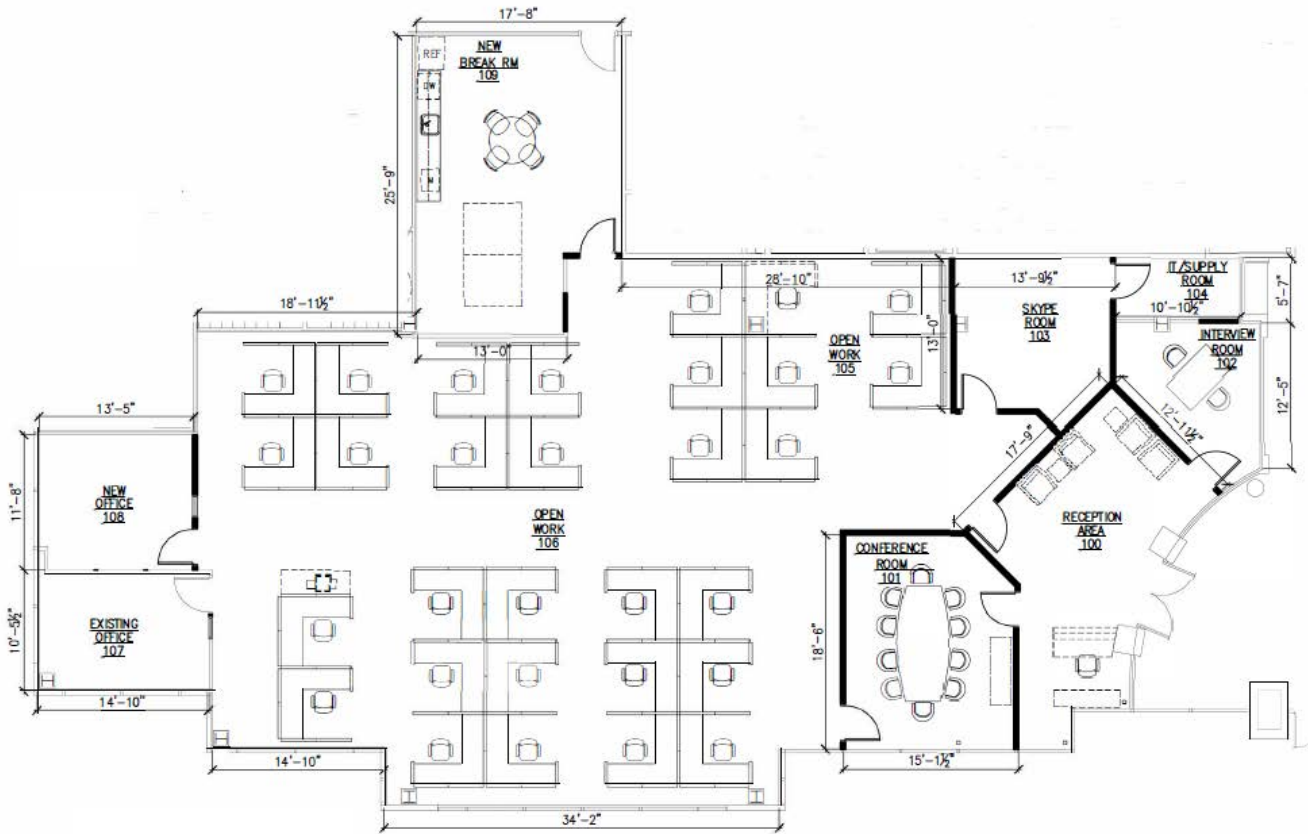 17'-8"
REF
NEW
BREAK RM
109
DW
25'-9"
M
28'-10"
13'-9½"
IT/SUPPLY
ROOM
104
10'-10½"
5'-7"
18'-11½"
SKYPE
ROOM
103
13'-0"
OPEN
WORK
105
INTERVIEW
ROOM
102
13'-0"
12'-5"
13'-5"
12'-11½"
17'-9"
11'-8"
NEW
OFFICE
108
OPEN
WORK
106
RECEPTION
AREA
100
CONFERENCE
ROOM
101
10'-5½"
EXISTING
OFFICE
107
18'-6"
14'-10"
14'-10"
15'-1½"
34'-2"